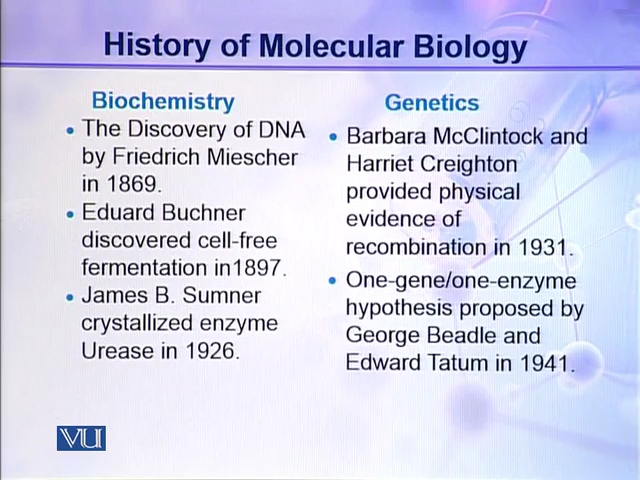 History of Molecular Biology
Biochemistry
• The Discovery of DNA
by Friedrich Miescher
in 1869.
• Eduard Buchner
discovered cell-free
fermentation in1897.
• James B. Sumner
crystallized enzyme
Urease in 1926.
Genetics
• Barbara McClintock and
Harriet Creighton
provided physical
evidence of
recombination in 1931.
• One-gene/one-enzyme
hypothesis proposed by
George Beadle and
Edward Tatum in 1941.
VU